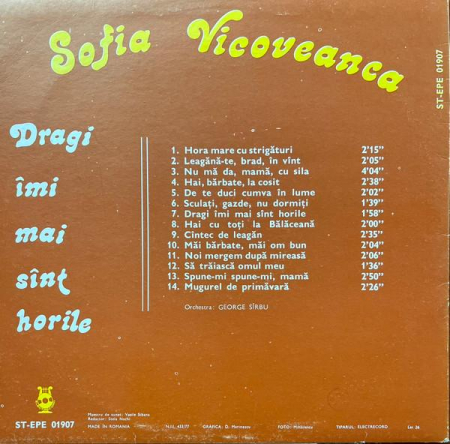 Sofia Vicoveanca
ST-EPE 01907
Dragi
îmi
mai
sînt
horile
1. Hora mare cu strigături 2'15"
2. Leagănă-te, brad, în vînt 2'05"
3. Nu mă da, mamă, cu sila 4'04"
4. Hai, bărbate, la cosit 2'38"
5. De te duci cumva în lume 2'02"
6. Sculați, gazde, nu dormiți 1'39"
7. Dragi îmi mai sînt horile 1'58"
8. Hai cu toți la Bălăceană 2'00"
9. Cîntec de leagăn 2'35"
10. Măi bărbate, măi om bun 2'04"
11. Noi mergem după mireasă 2'06"
12. Să trăiască omul meu 1'36"
13. Spune-mi spune-mi, mamă 2'50"
14. Mugurel de primăvară 2'26"
Orchestra: GEORGE SÎRBU
ST-EPE 01907
MADE IN ROMANIA
GRAFICA: D.
FOTO:
TIPARUL: ELECTRECORD